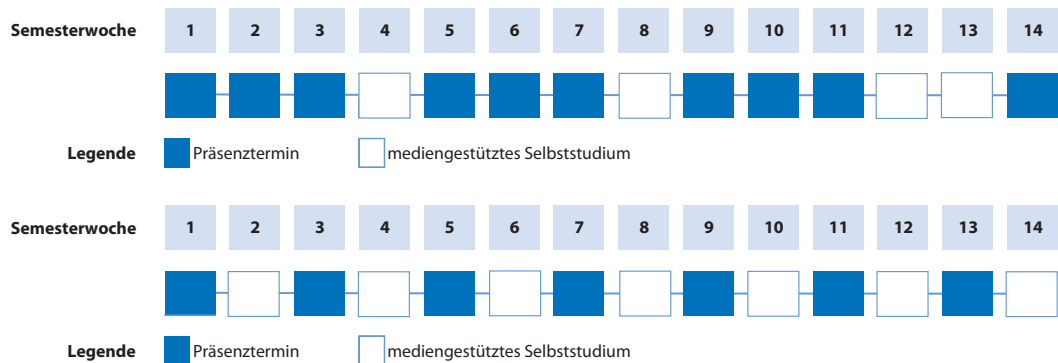 Semesterwoche 1 2 3 4 5 6 7 8 9 10 11 12 13 14
Legende Präsenztermin mediengestütztes Selbststudium
Semesterwoche 1 2 3 4 5 6 7 8 9 10 11 12 13 14
Legende Präsenztermin mediengestütztes Selbststudium